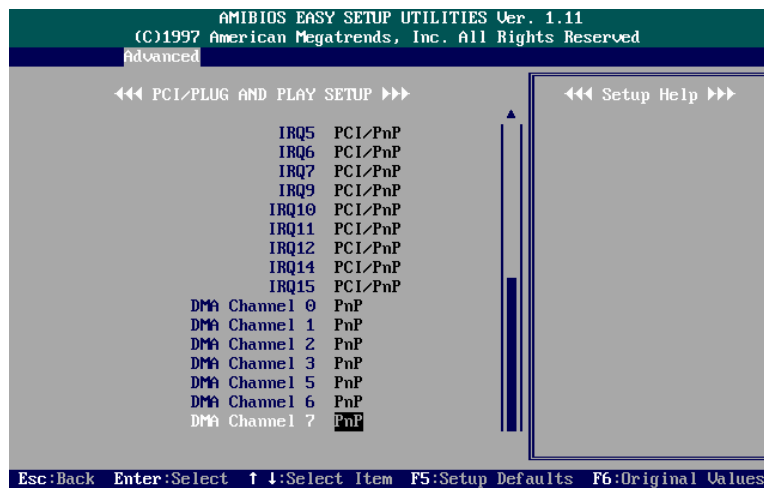 AMIBIOS EASY SETUP UTILITIES Ver. 1.11
(C)1997 American Megatrends, Inc. All Rights Reserved
Advanced
PCI/PLUG AND PLAY SETUP
IRQ5 PCI/PnP
IRQ6 PCI/PnP
IRQ7 PCI/PnP
IRQ9 PCI/PnP
IRQ10 PCI/PnP
IRQ11 PCI/PnP
IRQ12 PCI/PnP
IRQ14 PCI/PnP
IRQ15 PCI/PnP
DMA Channel 0 PnP
DMA Channel 1 PnP
DMA Channel 2 PnP
DMA Channel 3 PnP
DMA Channel 5 PnP
DMA Channel 6 PnP
DMA Channel 7 PnP
Setup Help
Esc:Back Enter:Select ↑ ↓:Select Item F5:Setup Defaults F6:Original Values